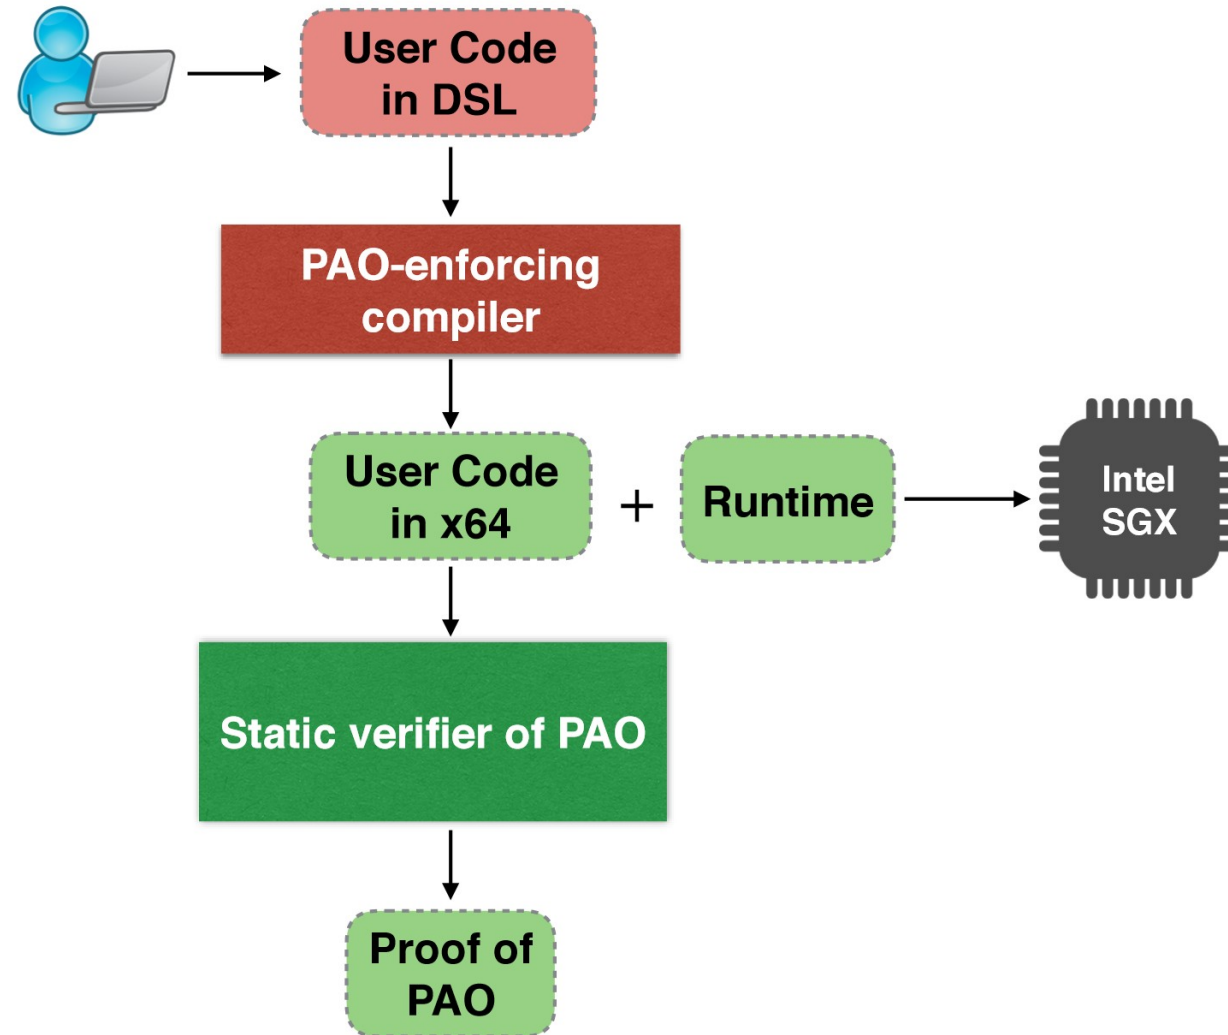 User Code
in DSL
PAO-enforcing
compiler
User Code
in x64
+
Runtime
Intel
SGX
Static verifier of PAO
Proof of
PAO